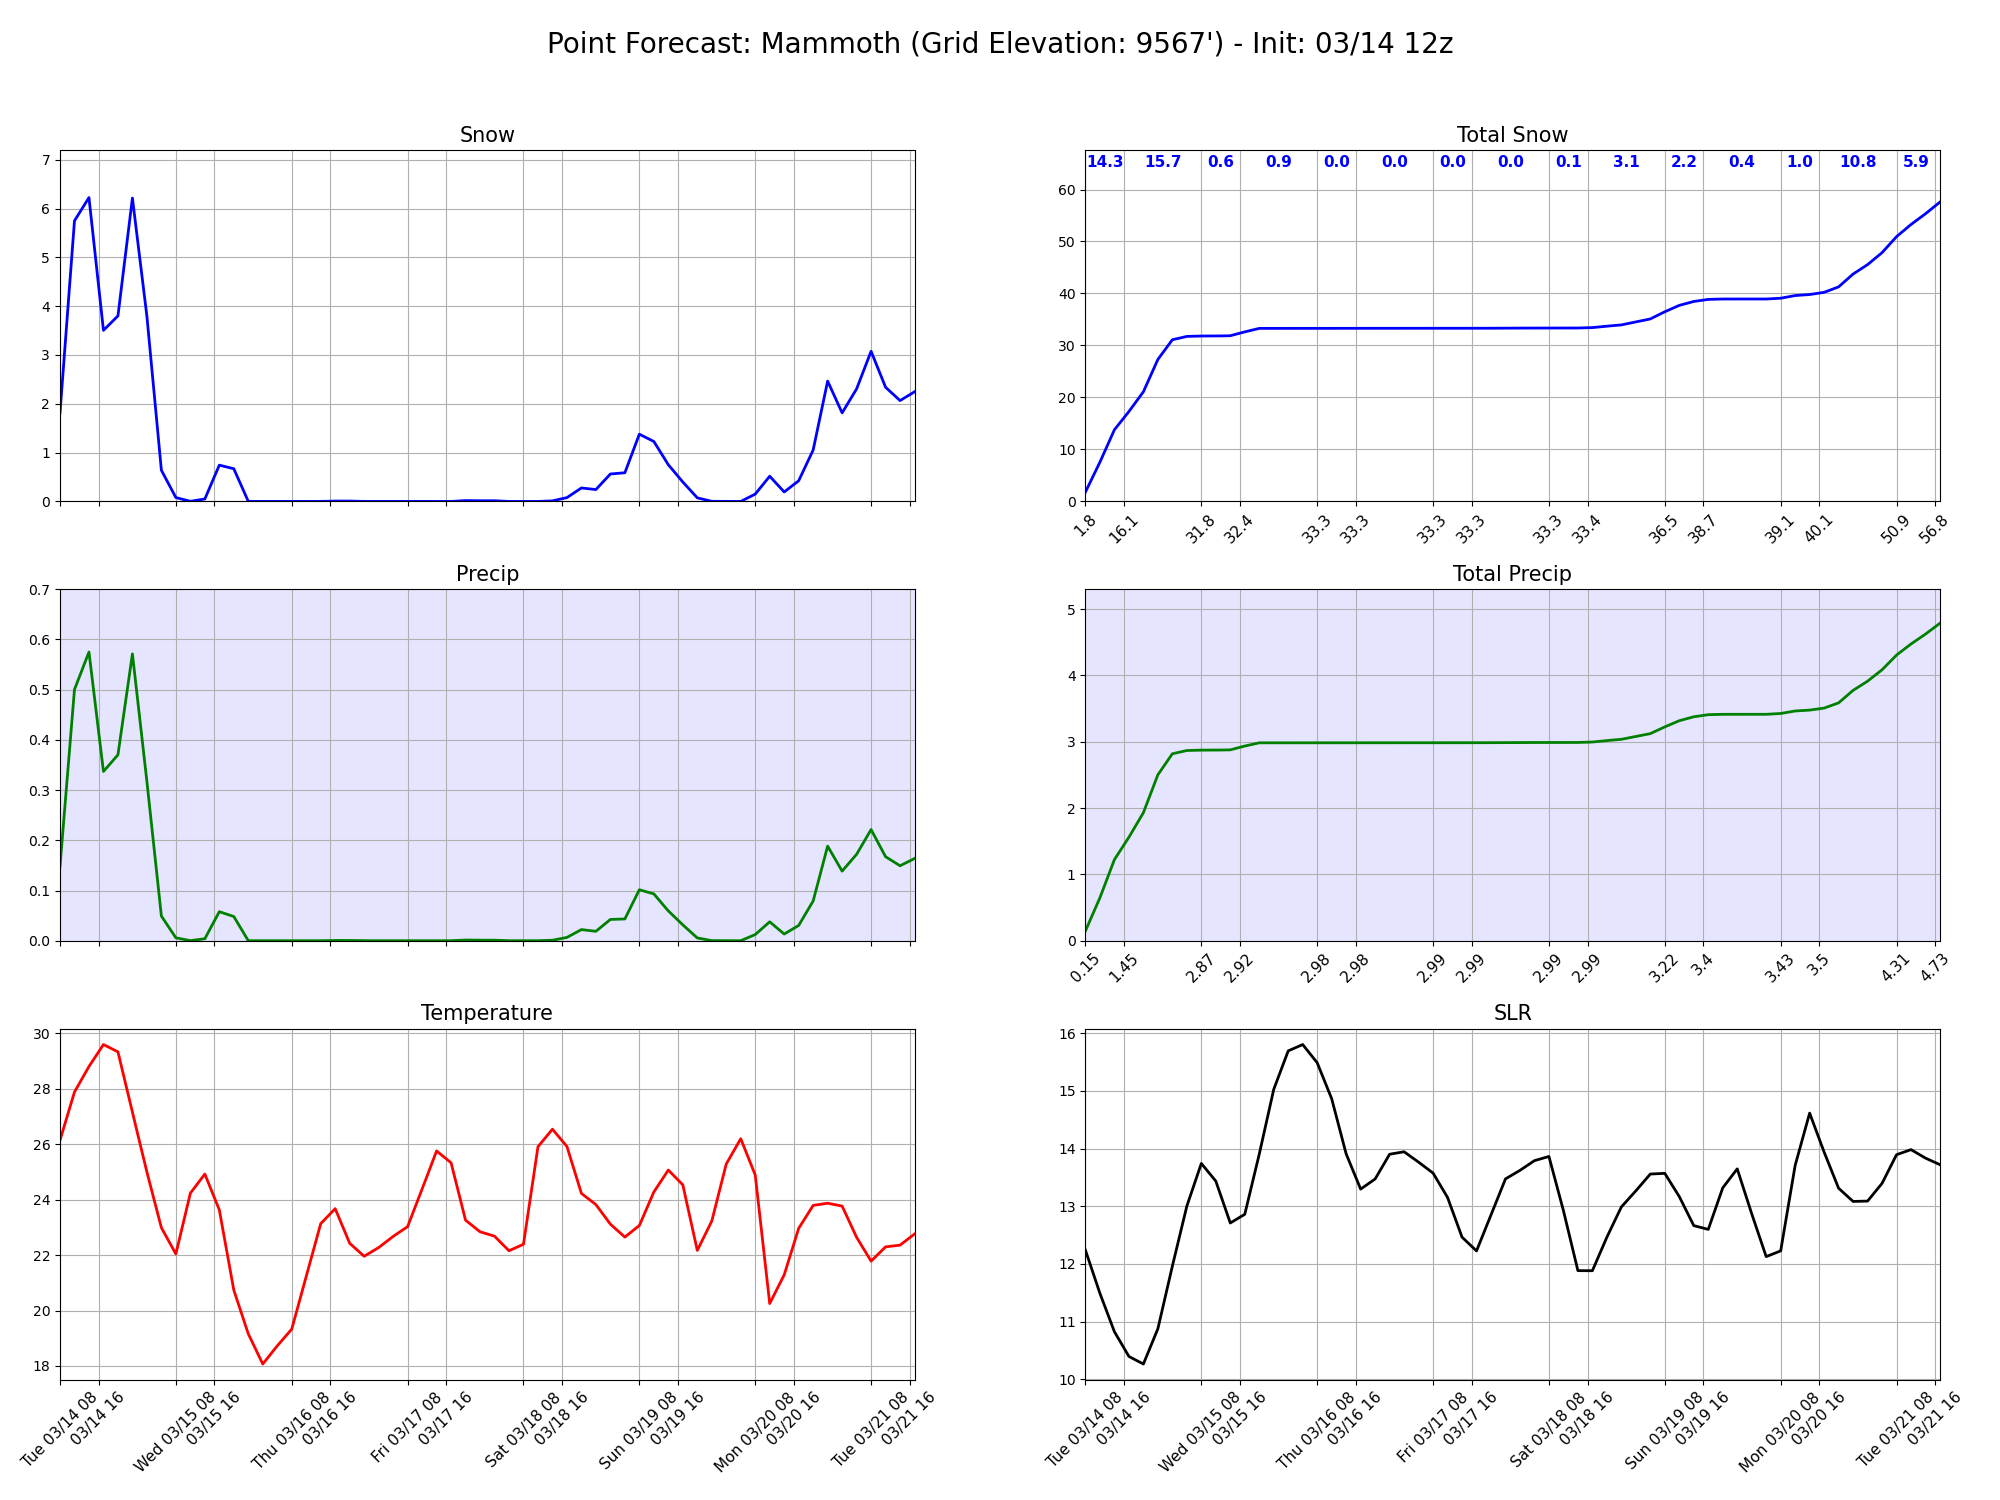 Point Forecast: Mammoth (Grid Elevation: 9567') - Init: 03/14 12z
Snow
7
6
5
4
3
2
1
0
Total Snow
14.3 15.7 0.6 0.9 0.0 0.0 0.0 0.0 0.1 3.1 2.2 0.4 1.0 10.8 5.9
60
50
40
30
20
10
0
1.8 16.1 31.8 32.4 33.3 33.3 33.3 33.3 33.3 33.4 36.5 38.7 39.1 40.1 50.9 56.8
Precip
0.7
0.6
0.5
0.4
0.3
0.2
0.1
0.0
Total Precip
5
4
3
2
1
0
0.15 1.45 2.87 2.92 2.98 2.98 2.99 2.99 2.99 2.99 3.22 3.4 3.43 3.5 4.31 4.73
Temperature
30
28
26
24
22
20
18
Tue 03/14 08
03/14 16
Wed 03/15 08
03/15 16
Thu 03/16 08
03/16 16
Fri 03/17 08
03/17 16
Sat 03/18 08
03/18 16
Sun 03/19 08
03/19 16
Mon 03/20 08
03/20 16
Tue 03/21 08
03/21 16
SLR
16
15
14
13
12
11
10
Tue 03/14 08
03/14 16
Wed 03/15 08
03/15 16
Thu 03/16 08
03/16 16
Fri 03/17 08
03/17 16
Sat 03/18 08
03/18 16
Sun 03/19 08
03/19 16
Mon 03/20 08
03/20 16
Tue 03/21 08
03/21 16